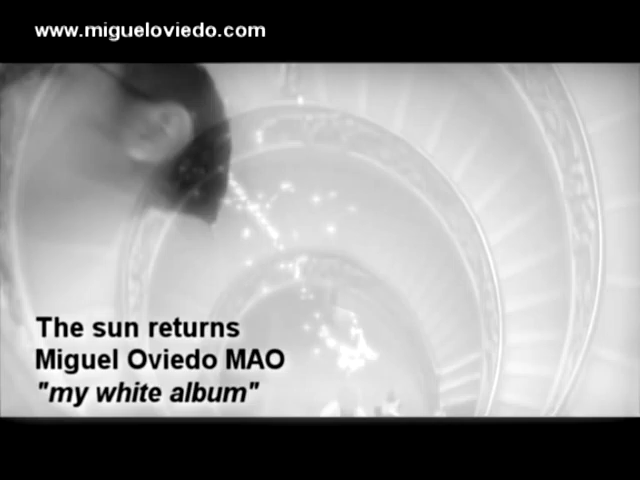 www.migueloviedo.com
The sun returns
Miguel Oviedo MAO
"my white album"